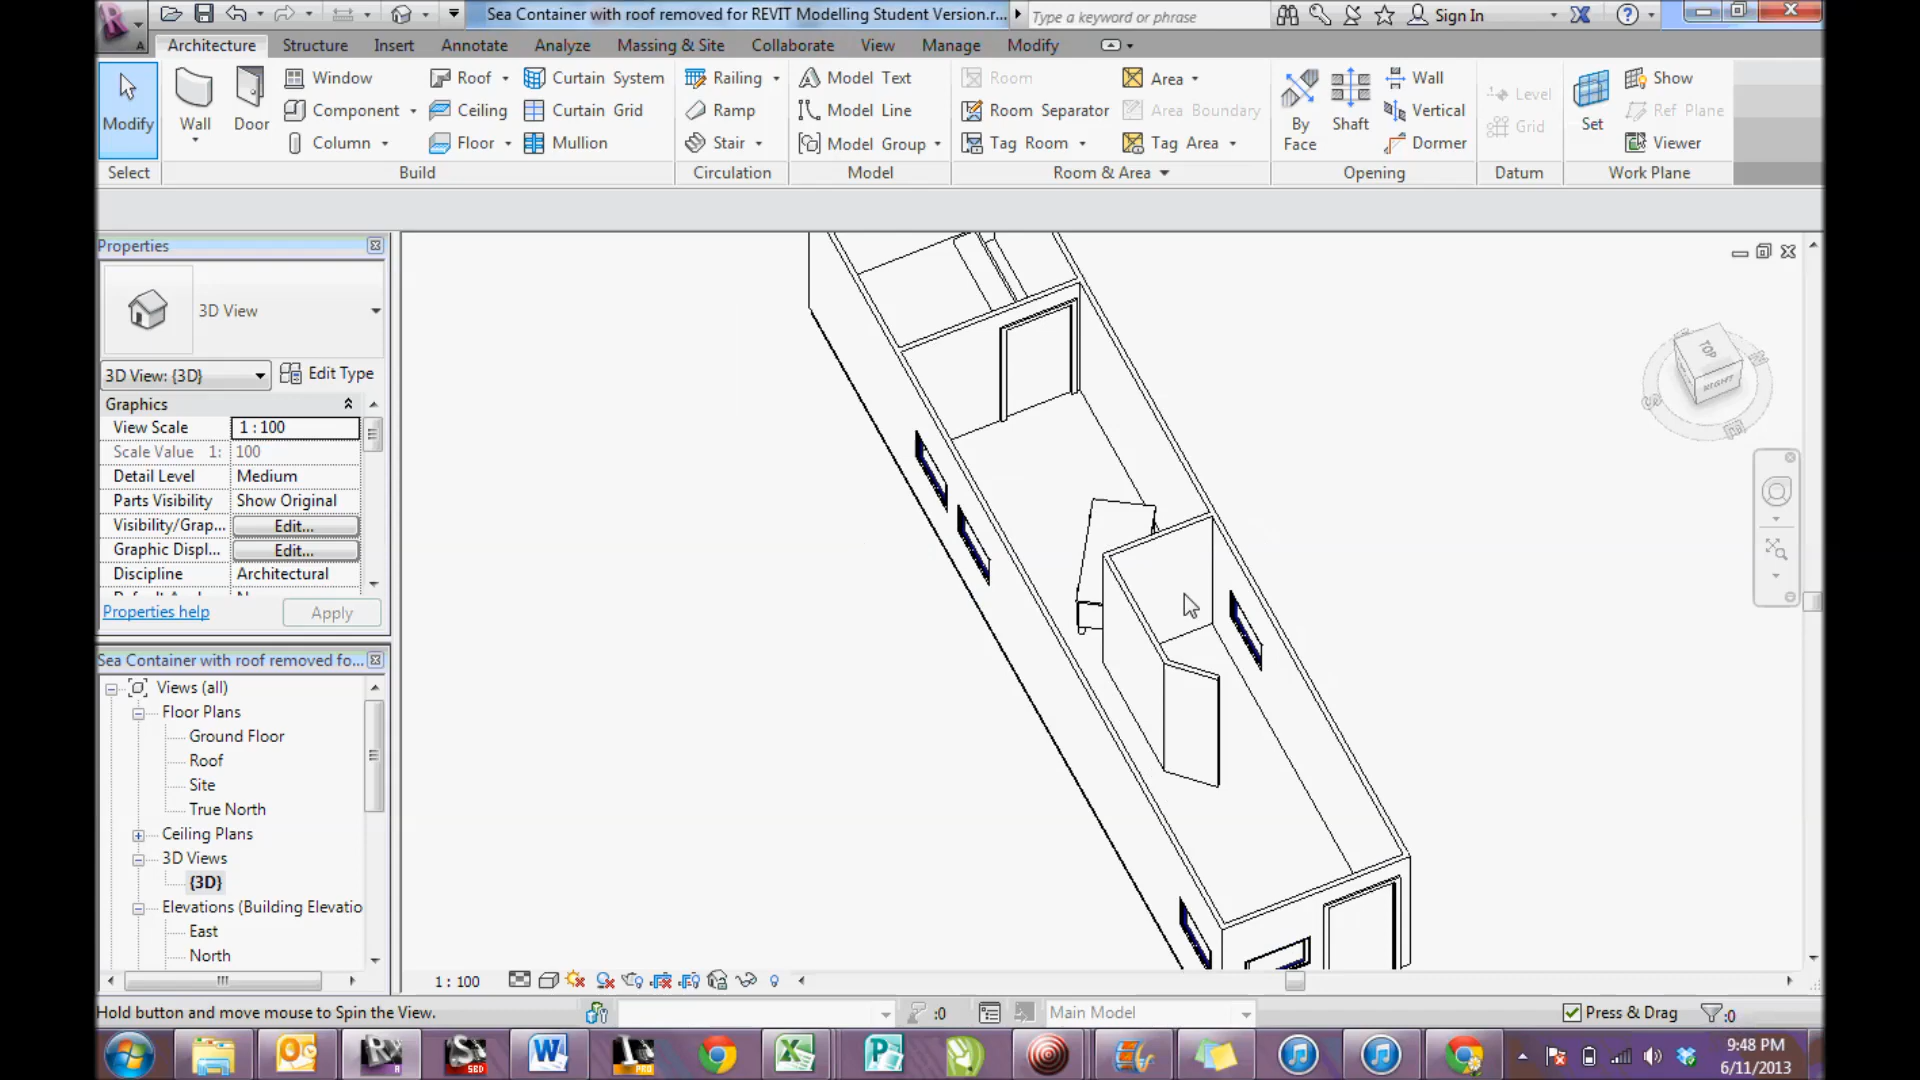 Sea Container with roof removed for REVIT Modelling Student Version.r...
Type a keyword or phrase
Sign In
Architecture Structure Insert Annotate Analyze Massing & Site Collaborate View Manage Modify
Modify
Wall
Door
Window
Component
Column
Roof
Ceiling
Floor
Curtain System
Curtain Grid
Mullion
Railing
Ramp
Stair
Model Text
Model Line
Model Group
Room
Room Separator
Tag Room
Area
Area Boundary
Tag Area
By Face
Shaft
Wall
Vertical
Dormer
Level
Grid
Set
Show
Ref Plane
Viewer
Select Build Circulation Model Room & Area Opening Datum Work Plane
Properties
3D View
3D View: {3D} Edit Type
Graphics
View Scale 1 : 100
Scale Value 1: 100
Detail Level Medium
Parts Visibility Show Original
Visibility/Grap... Edit...
Graphic Displ... Edit...
Discipline Architectural
Properties help Apply
Sea Container with roof removed fo...
Views (all)
Floor Plans
Ground Floor
Roof
Site
True North
Ceiling Plans
3D Views
{3D}
Elevations (Building Elevatio
East
North
TOP
RIGHT
1 : 100
Hold button and move mouse to Spin the View.
:0
Main Model
Press & Drag
:0
9:48 PM
6/11/2013